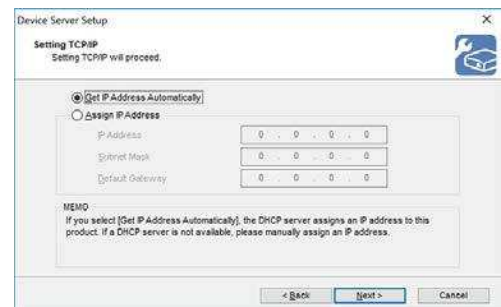 Device Server Setup
Setting TCP/IP
Setting TCP/IP will proceed.
Get IP Address Automatically
Assign IP Address
IP Address 0 . 0 . 0 . 0
Subnet Mask 0 . 0 . 0 . 0
Default Gateway 0 . 0 . 0 . 0
MEMO
If you select [Get IP Address Automatically], the DHCP server assigns an IP address to this
product. If a DHCP server is not available, please manually assign an IP address.
< Back Next > Cancel